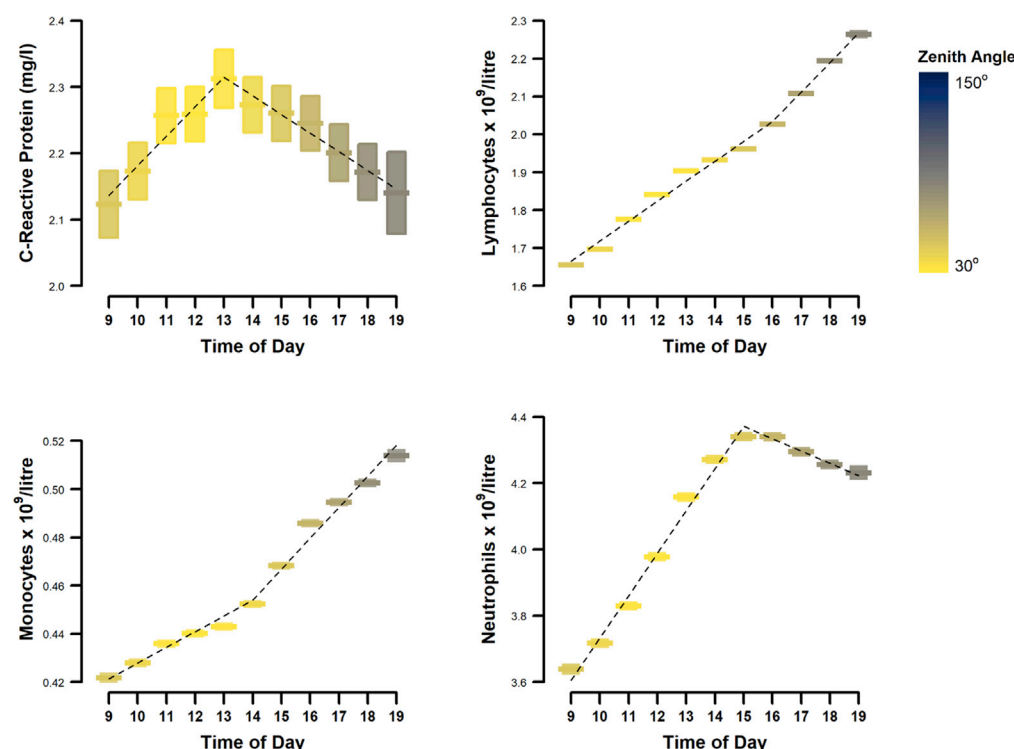 C-Reactive Protein (mg/l)
2.4
2.3
2.2
2.1
2.0
9 10 11 12 13 14 15 16 17 18 19
Time of Day
Lymphocytes x 10⁹/litre
2.3
2.2
2.1
2.0
1.9
1.8
1.7
1.6
9 10 11 12 13 14 15 16 17 18 19
Time of Day
Zenith Angle
150°
30°
Monocytes x 10⁹/litre
0.52
0.50
0.48
0.46
0.44
0.42
9 10 11 12 13 14 15 16 17 18 19
Time of Day
Neutrophils x 10⁹/litre
4.4
4.2
4.0
3.8
3.6
9 10 11 12 13 14 15 16 17 18 19
Time of Day